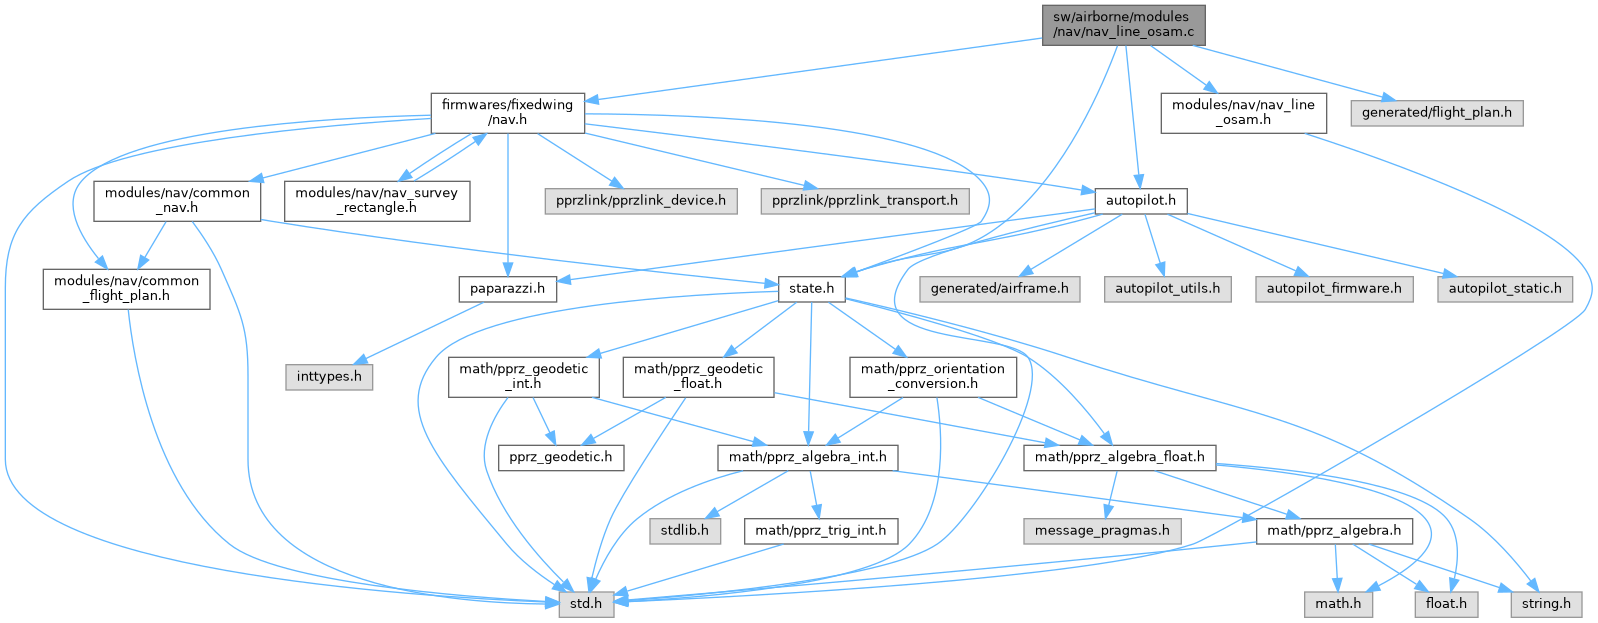 sw/airborne/modules
/nav/nav_line_osam.c
firmwares/fixedwing
/nav.h
modules/nav/nav_line
_osam.h
generated/flight_plan.h
modules/nav/common
_nav.h
modules/nav/nav_survey
_rectangle.h
pprzlink/pprzlink_device.h
pprzlink/pprzlink_transport.h
autopilot.h
modules/nav/common
_flight_plan.h
paparazzi.h
state.h
generated/airframe.h
autopilot_utils.h
autopilot_firmware.h
autopilot_static.h
inttypes.h
math/pprz_geodetic
_int.h
math/pprz_geodetic
_float.h
math/pprz_orientation
_conversion.h
pprz_geodetic.h
math/pprz_algebra_int.h
math/pprz_algebra_float.h
stdlib.h
math/pprz_trig_int.h
message_pragmas.h
math/pprz_algebra.h
std.h
math.h
float.h
string.h